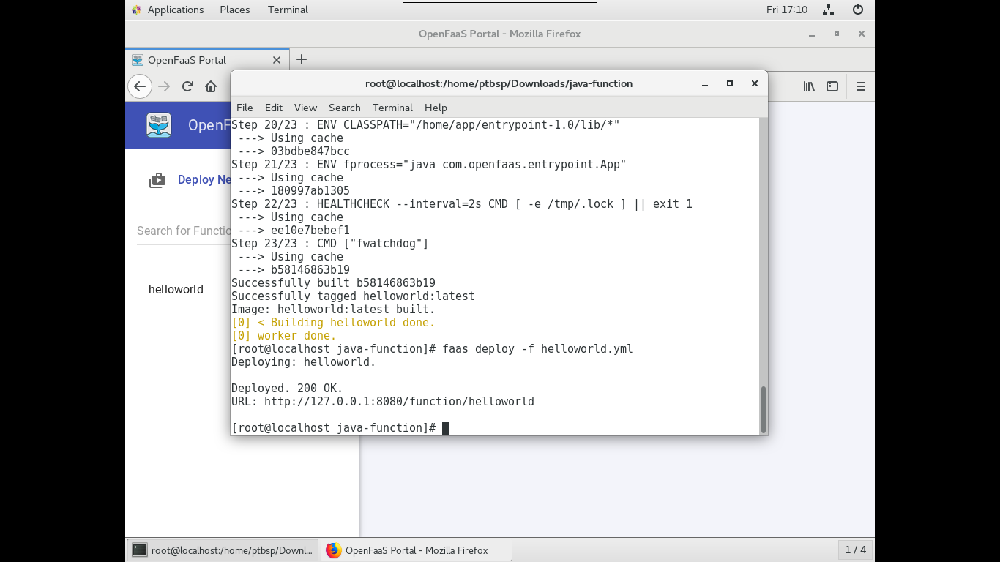 Applications Places Terminal Fri 17:10
OpenFaaS Portal - Mozilla Firefox
OpenFaaS Portal
root@localhost:/home/ptbsp/Downloads/java-function
File Edit View Search Terminal Help
OpenF
Deploy Ne
Search for Functio
helloworld
Step 20/23 : ENV CLASSPATH="/home/app/entrypoint-1.0/lib/*"
---> Using cache
---> 03bdbe847bcc
Step 21/23 : ENV fprocess="java com.openfaas.entrypoint.App"
---> Using cache
---> 180997ab1305
Step 22/23 : HEALTHCHECK --interval=2s CMD [ -e /tmp/.lock ] || exit 1
---> Using cache
---> ee10e7bebef1
Step 23/23 : CMD ["fwatchdog"]
---> Using cache
---> b58146863b19
Successfully built b58146863b19
Successfully tagged helloworld:latest
Image: helloworld:latest built.
[0] < Building helloworld done.
[0] worker done.
[root@localhost java-function]# faas deploy -f helloworld.yml
Deploying: helloworld.
Deployed. 200 OK.
URL: http://127.0.0.1:8080/function/helloworld
[root@localhost java-function]#
root@localhost:/home/ptbsp/Downl... OpenFaaS Portal - Mozilla Firefox 1 / 4